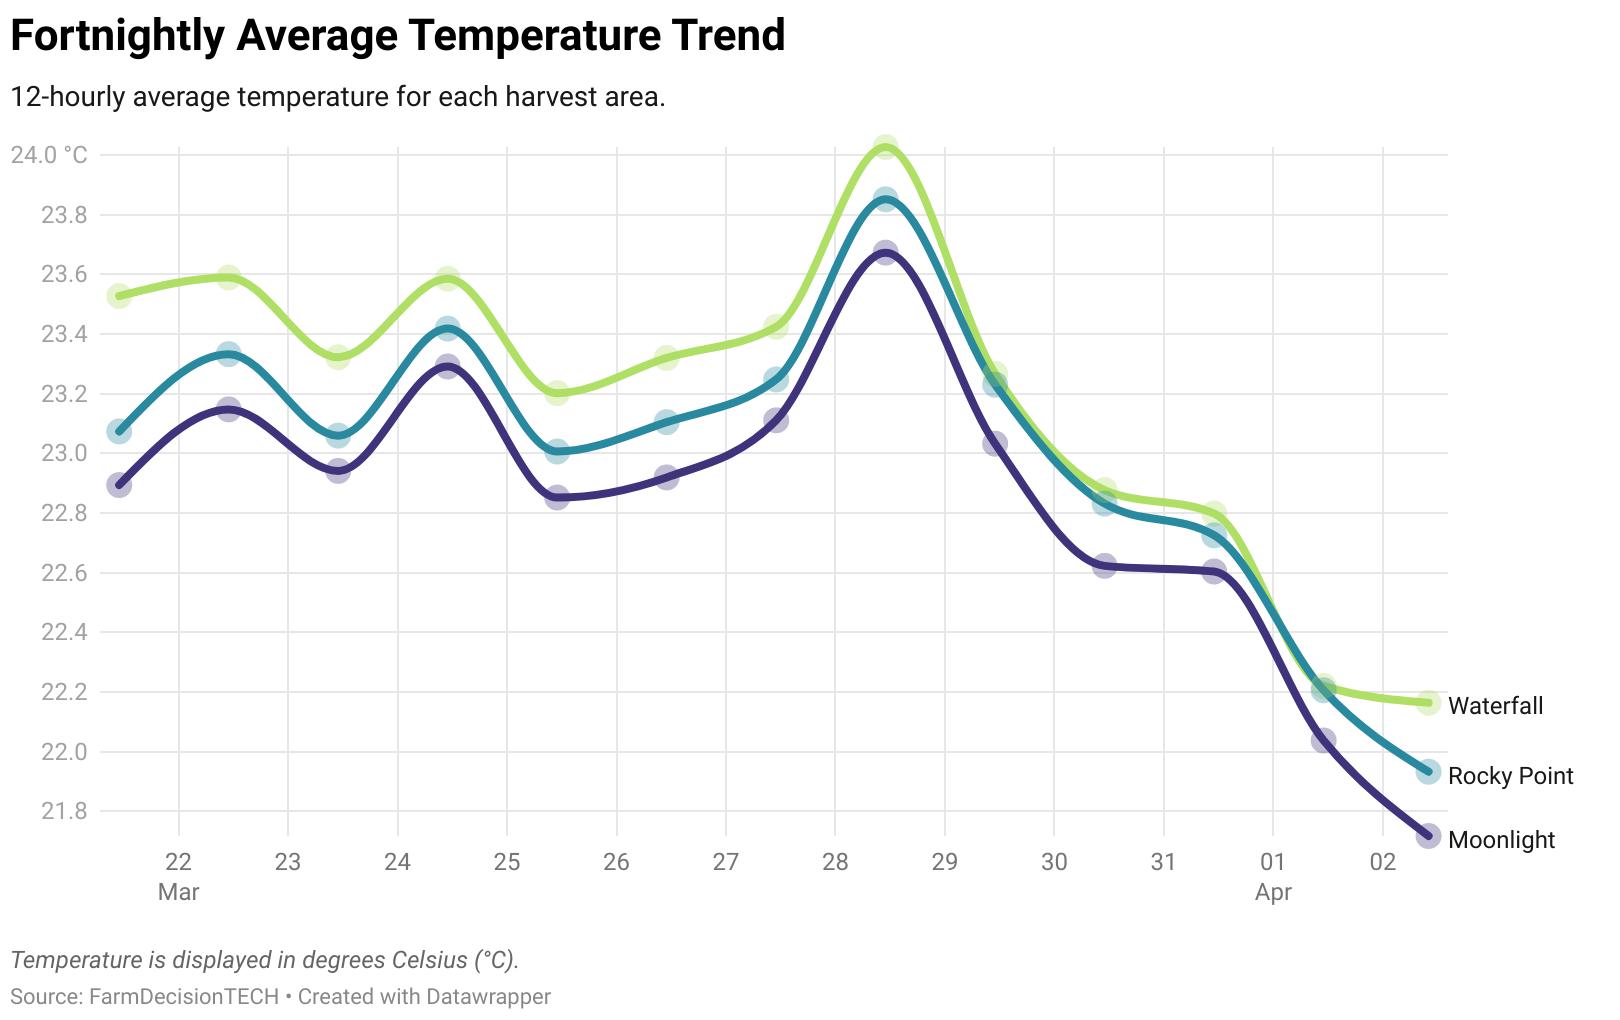 Fortnightly Average Temperature Trend
12-hourly average temperature for each harvest area.
24.0 °C
23.8
23.6
23.4
23.2
23.0
22.8
22.6
22.4
22.2
22.0
21.8
Waterfall
Rocky Point
Moonlight
22 23 24 25 26 27 28 29 30 31 01 02
Mar Apr
Temperature is displayed in degrees Celsius (°C).
Source: FarmDecisionTECH • Created with Datawrapper